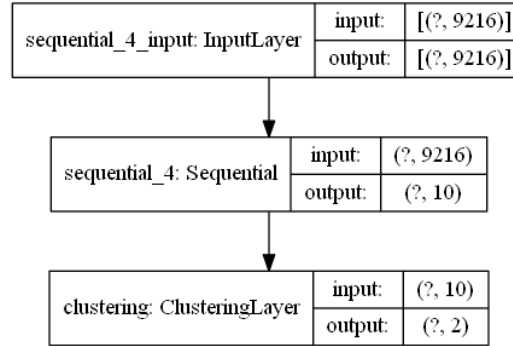 sequential_4_input: InputLayer
input: [(?, 9216)]
output: [(?, 9216)]
sequential_4: Sequential
input: (?, 9216)
output: (?, 10)
clustering: ClusteringLayer
input: (?, 10)
output: (?, 2)